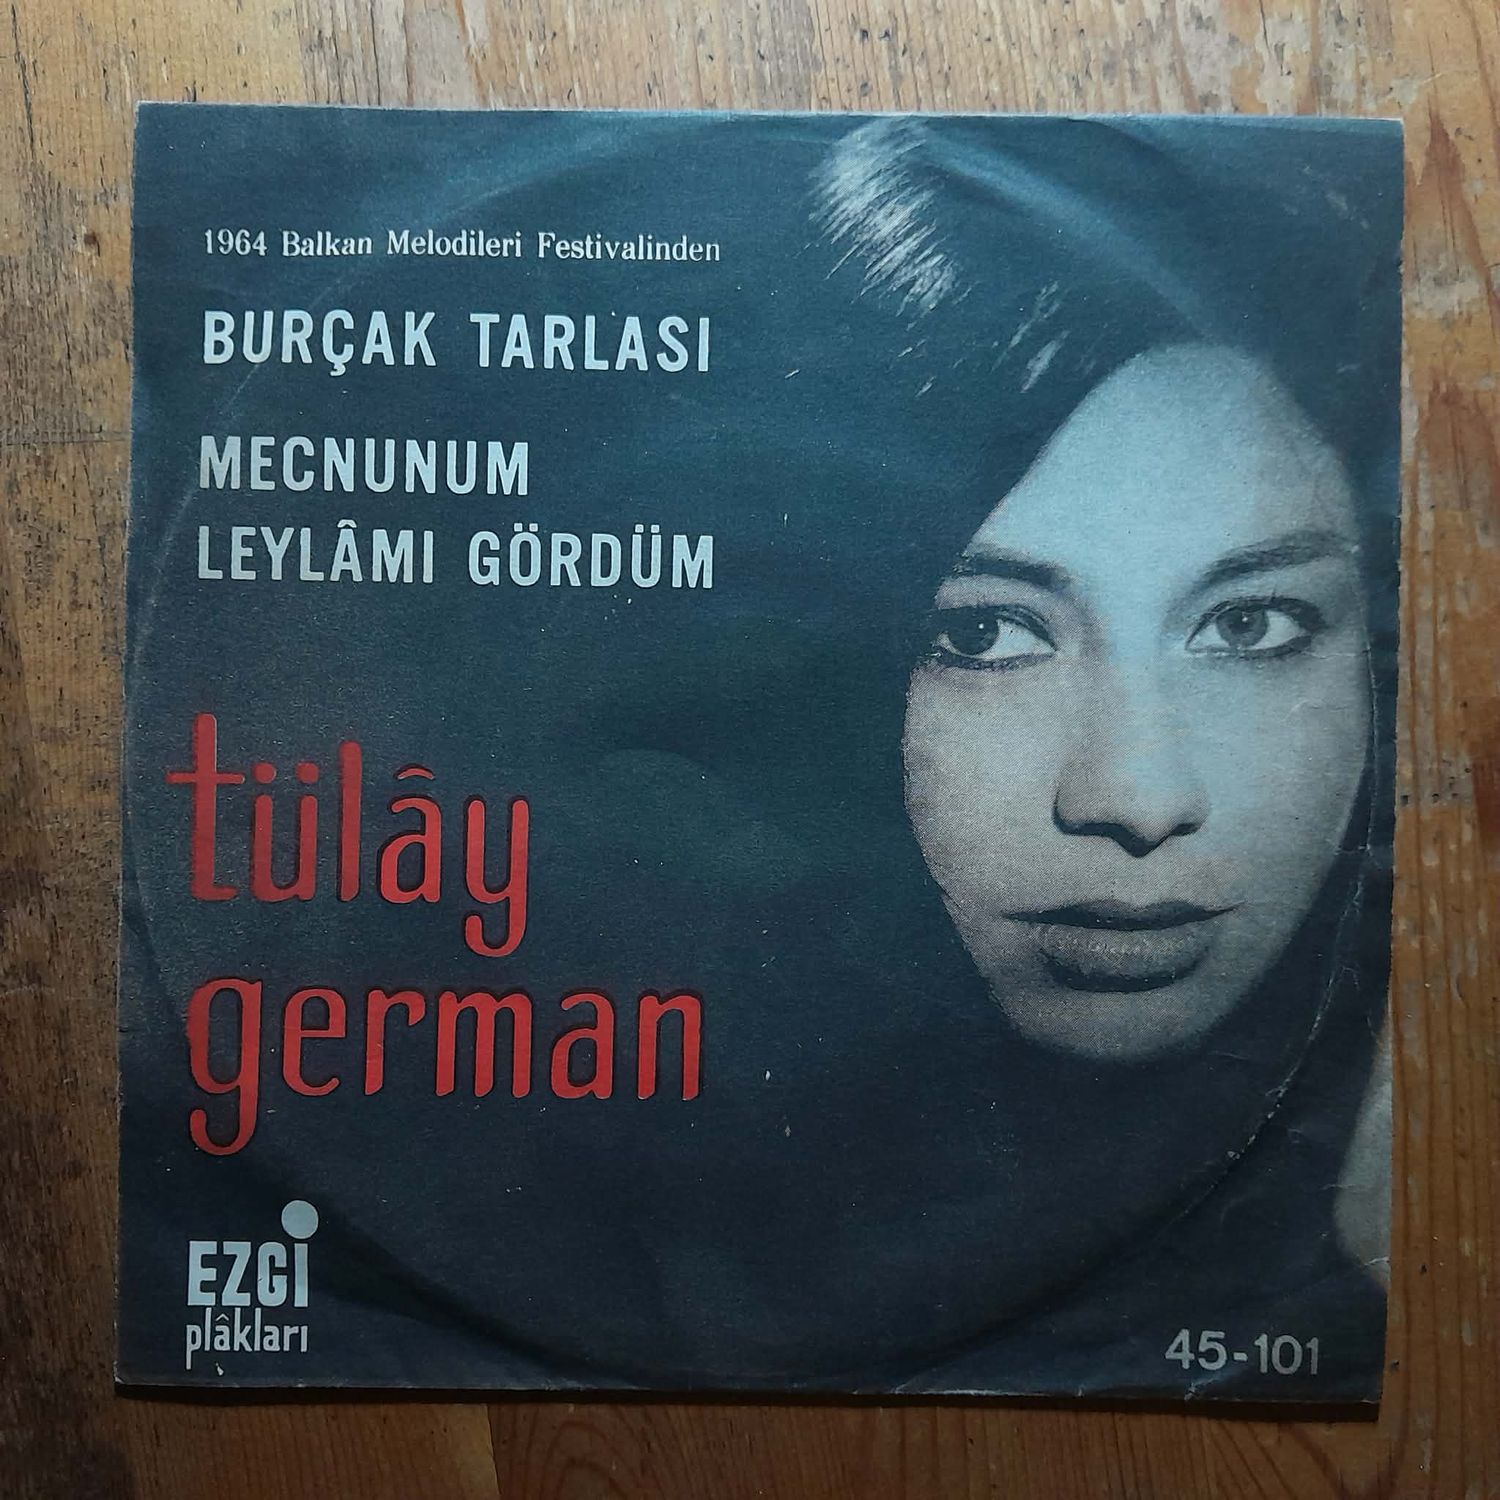 1964 Balkan Melodileri Festivalinden
BURÇAK TARLASI
MECNUNUM
LEYLÂMI GÖRDÜM
tülây
german
EZGİ
plâkları
45-101